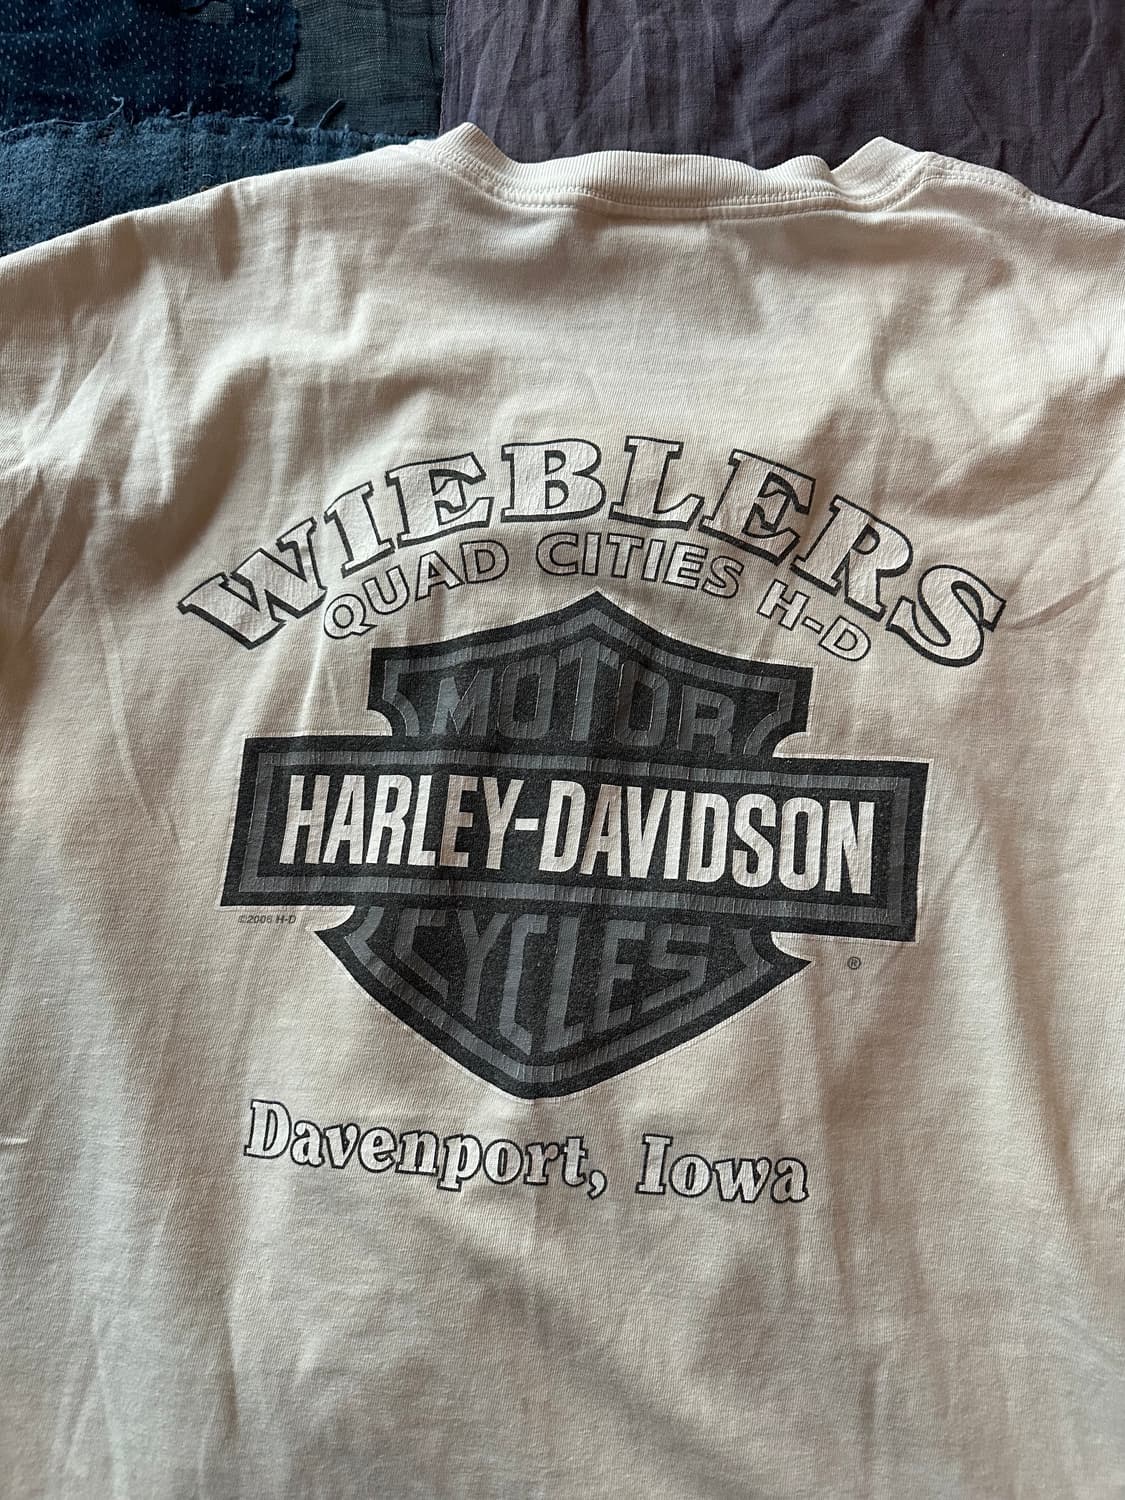 WIEBLERS
QUAD CITIES H-D
MOTOR
HARLEY-DAVIDSON
CYCLES
©2006 H-D
®
Davenport, Iowa